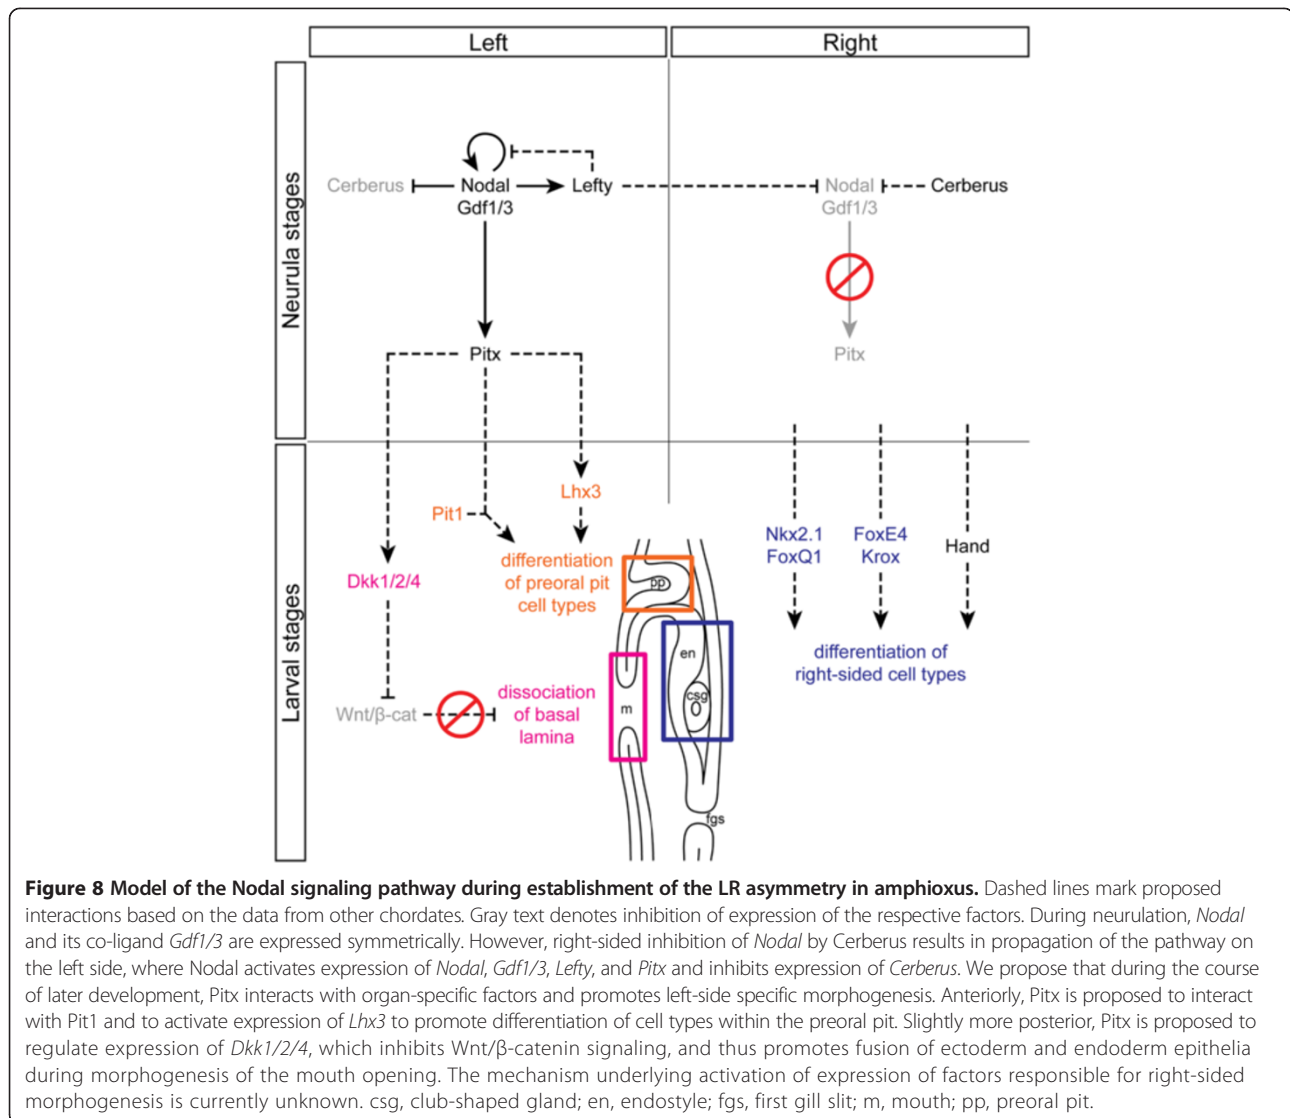 Left
Right
Neurula stages
Cerberus
Nodal
Gdf1/3
Lefty
Nodal
Gdf1/3
Cerberus
Pitx
Pitx
Larval stages
Lhx3
Pit1
Dkk1/2/4
differentiation
of preoral pit
cell types
Wnt/β-cat
dissociation
of basal
lamina
pp
en
csg
m
fgs
Nkx2.1
FoxQ1
FoxE4
Krox
Hand
differentiation of
right-sided cell types
Figure 8 Model of the Nodal signaling pathway during establishment of the LR asymmetry in amphioxus. Dashed lines mark proposed
interactions based on the data from other chordates. Gray text denotes inhibition of expression of the respective factors. During neurulation, Nodal
and its co-ligand Gdf1/3 are expressed symmetrically. However, right-sided inhibition of Nodal by Cerberus results in propagation of the pathway on
the left side, where Nodal activates expression of Nodal, Gdf1/3, Lefty, and Pitx and inhibits expression of Cerberus. We propose that during the course
of later development, Pitx interacts with organ-specific factors and promotes left-side specific morphogenesis. Anteriorly, Pitx is proposed to interact
with Pit1 and to activate expression of Lhx3 to promote differentiation of cell types within the preoral pit. Slightly more posterior, Pitx is proposed to
regulate expression of Dkk1/2/4, which inhibits Wnt/β-catenin signaling, and thus promotes fusion of ectoderm and endoderm epithelia
during morphogenesis of the mouth opening. The mechanism underlying activation of expression of factors responsible for right-sided
morphogenesis is currently unknown. csg, club-shaped gland; en, endostyle; fgs, first gill slit; m, mouth; pp, preoral pit.